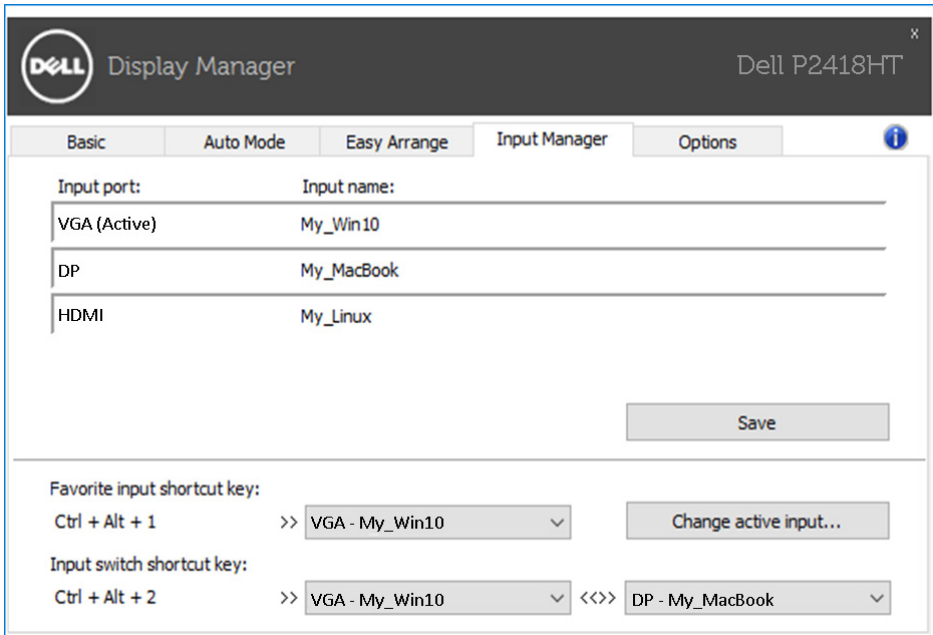 DELL Display Manager Dell P2418HT x
Basic Auto Mode Easy Arrange Input Manager Options i
Input port: Input name:
VGA (Active) My_Win10
DP My_MacBook
HDMI My_Linux
Save
Favorite input shortcut key:
Ctrl + Alt + 1 >> VGA - My_Win10 Change active input...
Input switch shortcut key:
Ctrl + Alt + 2 >> VGA - My_Win10 <<>> DP - My_MacBook